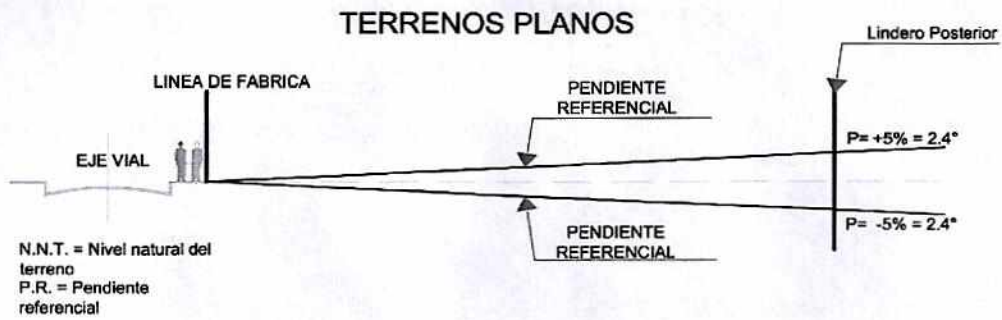 TERRENOS PLANOS
Lindero Posterior
LINEA DE FABRICA
PENDIENTE
REFERENCIAL
P= +5% = 2.4°
EJE VIAL
P= -5% = 2.4°
PENDIENTE
REFERENCIAL
N.N.T. = Nivel natural del
terreno
P.R. = Pendiente
referencial